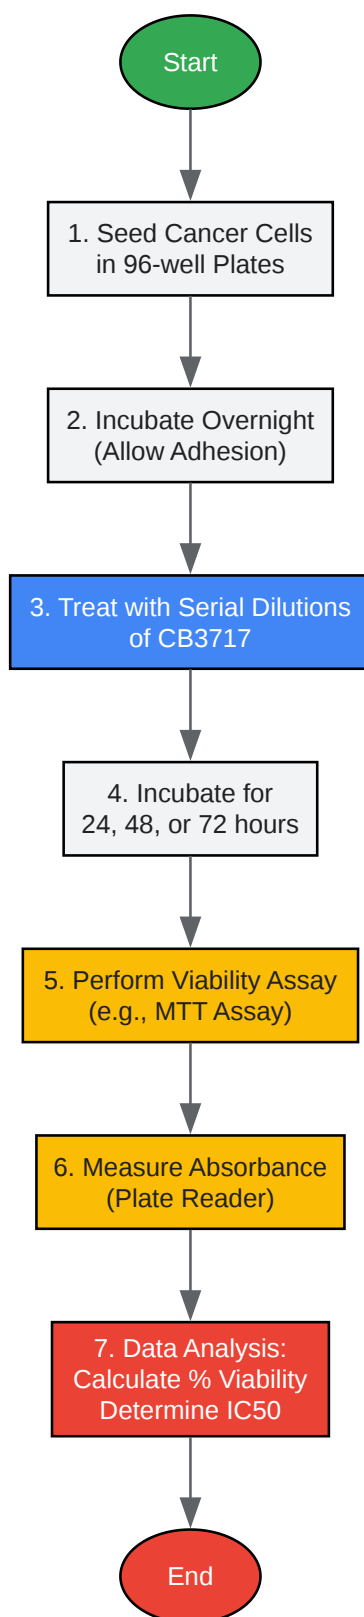 Start
1. Seed Cancer Cells
in 96-well Plates
2. Incubate Overnight
(Allow Adhesion)
3. Treat with Serial Dilutions
of CB3717
4. Incubate for
24, 48, or 72 hours
5. Perform Viability Assay
(e.g., MTT Assay)
6. Measure Absorbance
(Plate Reader)
7. Data Analysis:
Calculate % Viability
Determine IC50
End